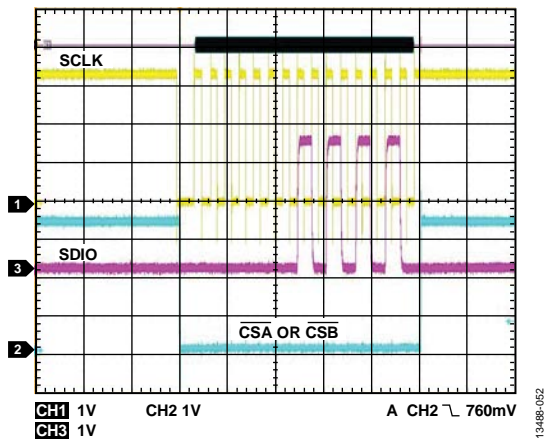 SCLK
1
SDIO
3
CSA OR CSB
2
CH1 1V CH2 1V A CH2 760mV
CH3 1V
13488-052